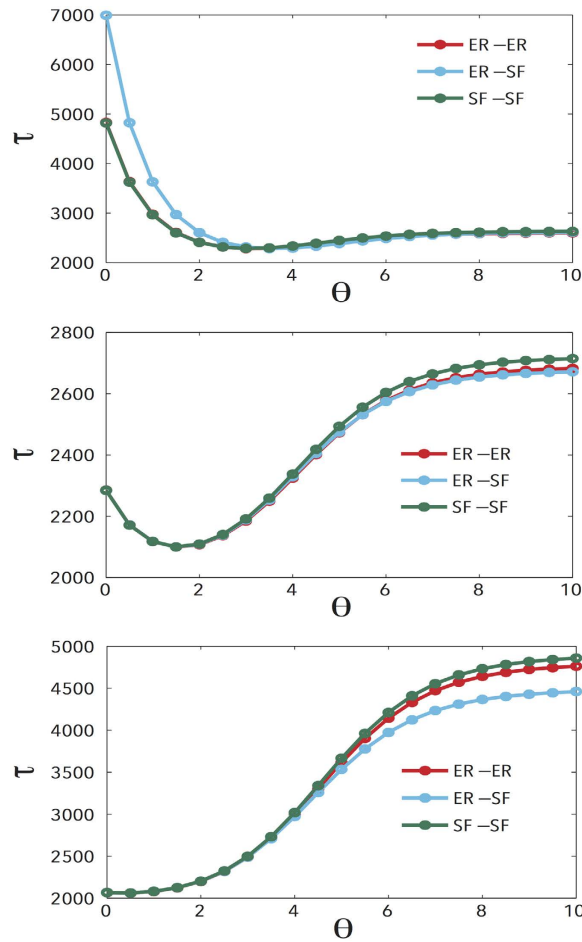 7000
6000
5000
4000
3000
2000
τ
0 2 4 6 8 10
Θ
ER – ER
ER – SF
SF – SF
2800
2600
2400
2200
2000
τ
0 2 4 6 8 10
Θ
ER – ER
ER – SF
SF – SF
5000
4500
4000
3500
3000
2500
2000
τ
0 2 4 6 8 10
Θ
ER – ER
ER – SF
SF – SF